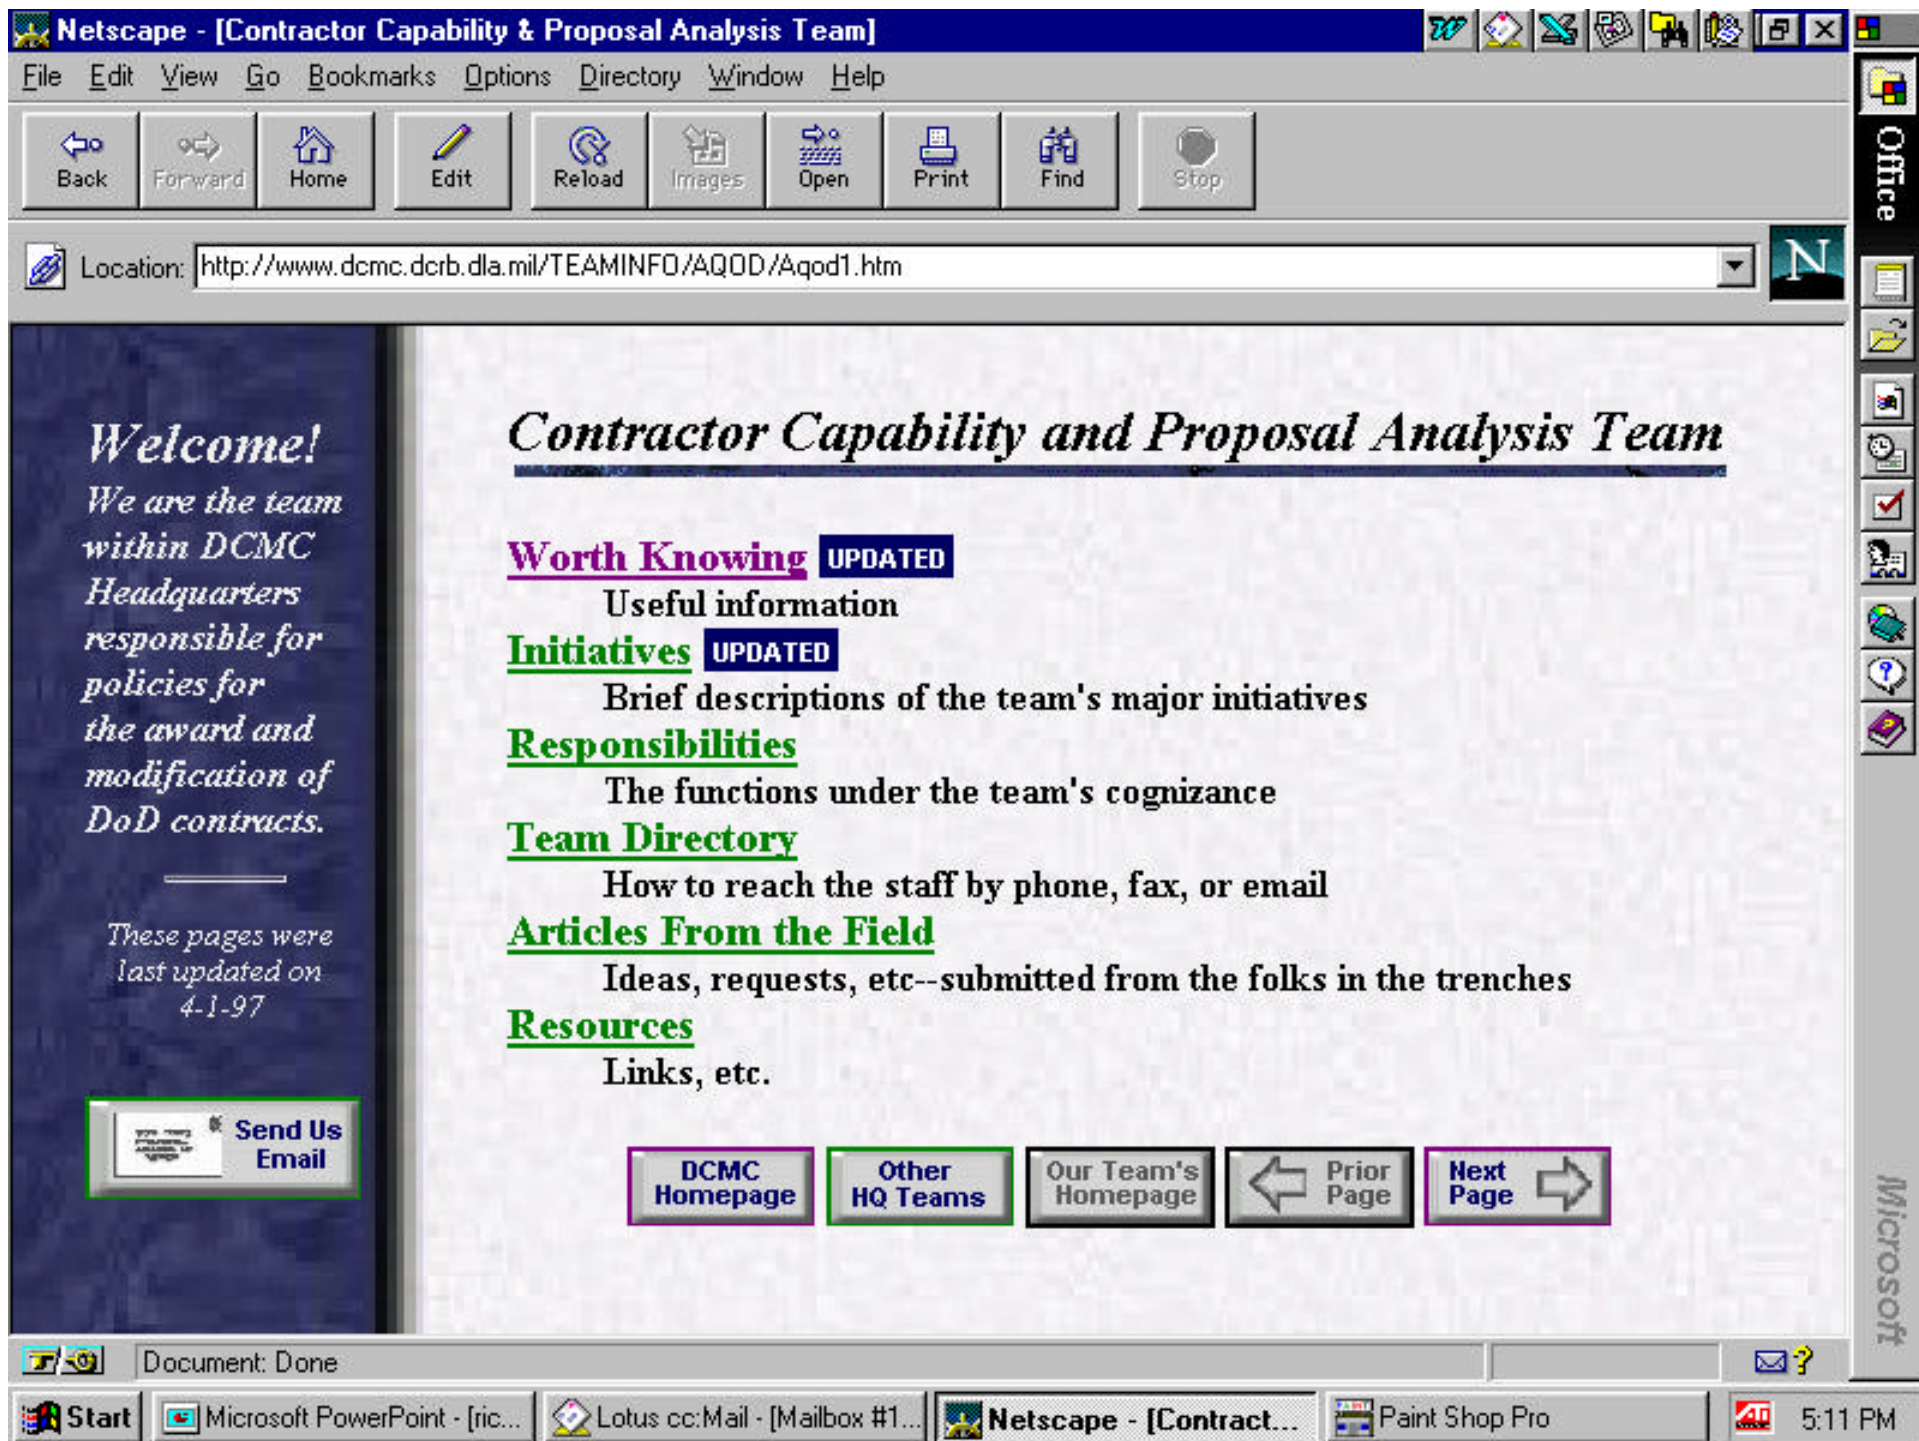 Netscape - [Contractor Capability & Proposal Analysis Team]
File Edit View Go Bookmarks Options Directory Window Help
Back Forward Home Edit Reload Images Open Print Find Stop
Location: http://www.dcmc.dcrb.dla.mil/TEAMINFO/AQOD/Aqod1.htm
N
Office
Welcome!
We are the team
within DCMC
Headquarters
responsible for
policies for
the award and
modification of
DoD contracts.
These pages were
last updated on
4-1-97
Send Us
Email
Contractor Capability and Proposal Analysis Team
Worth Knowing UPDATED
Useful information
Initiatives UPDATED
Brief descriptions of the team's major initiatives
Responsibilities
The functions under the team's cognizance
Team Directory
How to reach the staff by phone, fax, or email
Articles From the Field
Ideas, requests, etc--submitted from the folks in the trenches
Resources
Links, etc.
DCMC
Homepage
Other
HQ Teams
Our Team's
Homepage
Prior
Page
Next
Page
Microsoft
Document: Done
Start Microsoft PowerPoint - [ric... Lotus cc:Mail - [Mailbox #1... Netscape - [Contract... Paint Shop Pro 5:11 PM